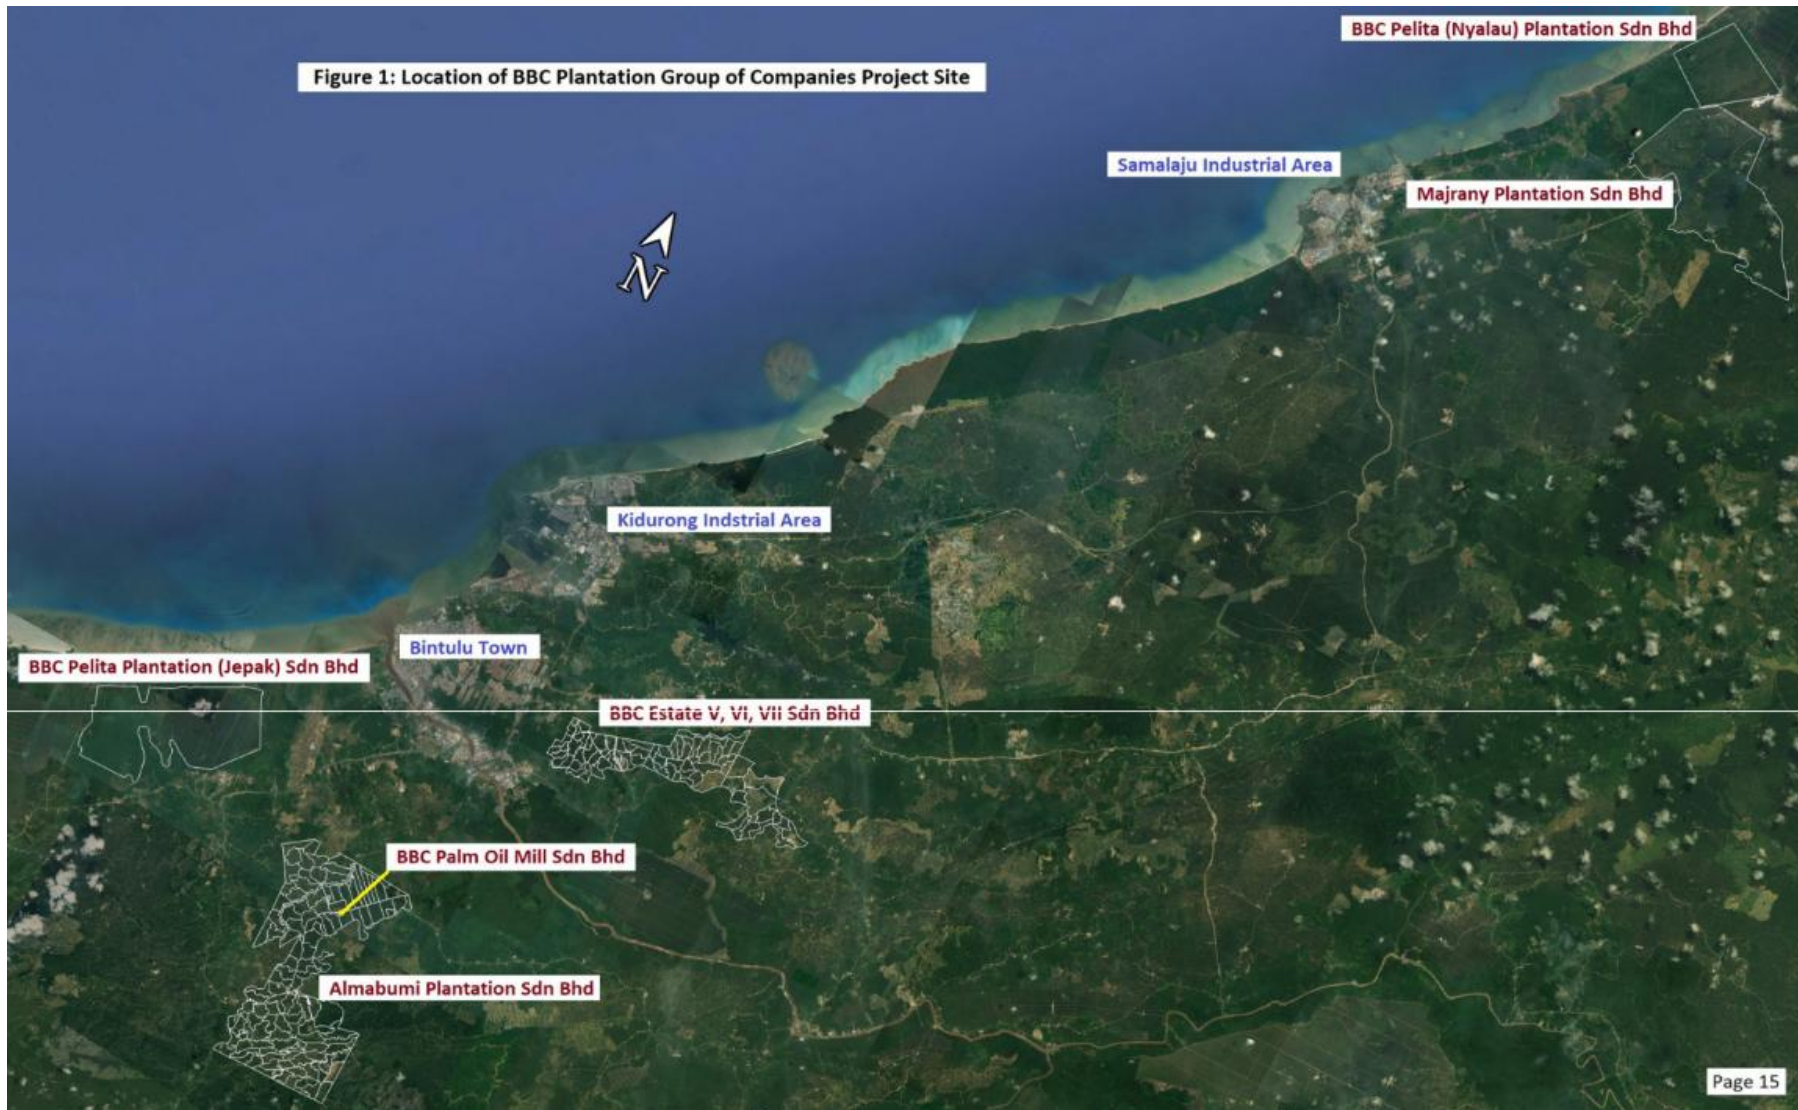 BBC Pelita (Nyalau) Plantation Sdn Bhd
Figure 1: Location of BBC Plantation Group of Companies Project Site
Samalaju Industrial Area
Majrany Plantation Sdn Bhd
N
Kidurong Indstrial Area
Bintulu Town
BBC Pelita Plantation (Jepak) Sdn Bhd
BBC Estate V, Vi, Vii Sdn Bhd
BBC Palm Oil Mill Sdn Bhd
Almabumi Plantation Sdn Bhd
Page 15